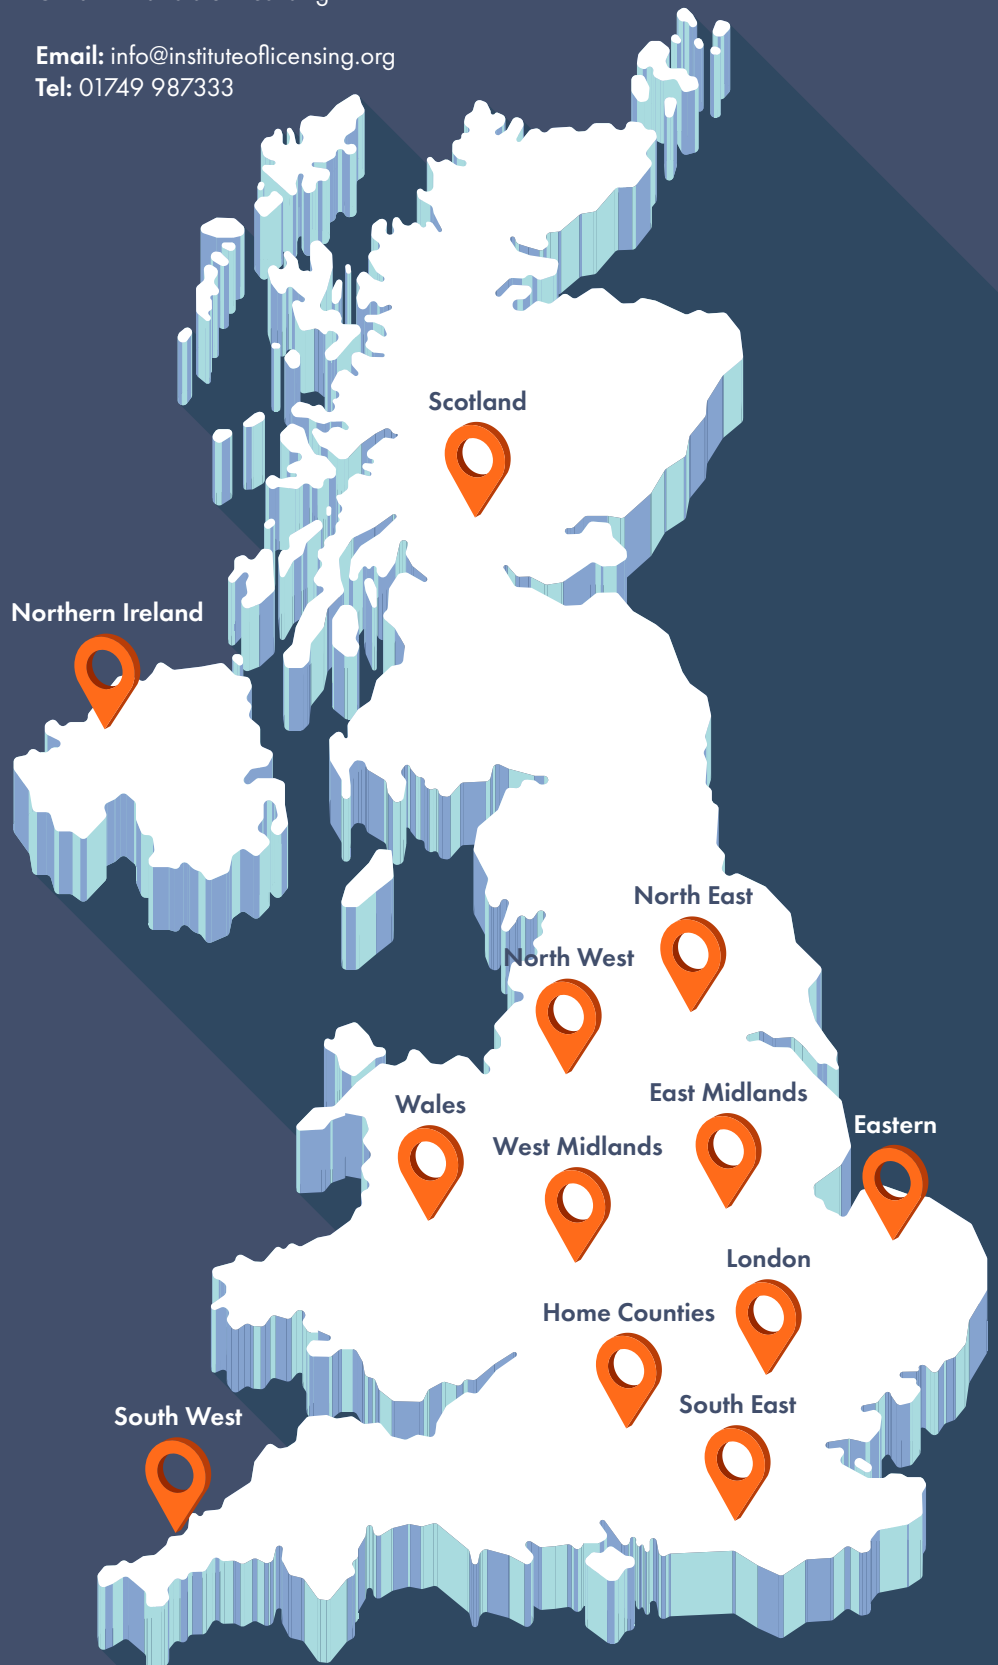 Email: info@instituteoflicensing.org
Tel: 01749 987333
Scotland
Northern Ireland
North East
North West
East Midlands
Wales
Eastern
West Midlands
London
Home Counties
South East
South West